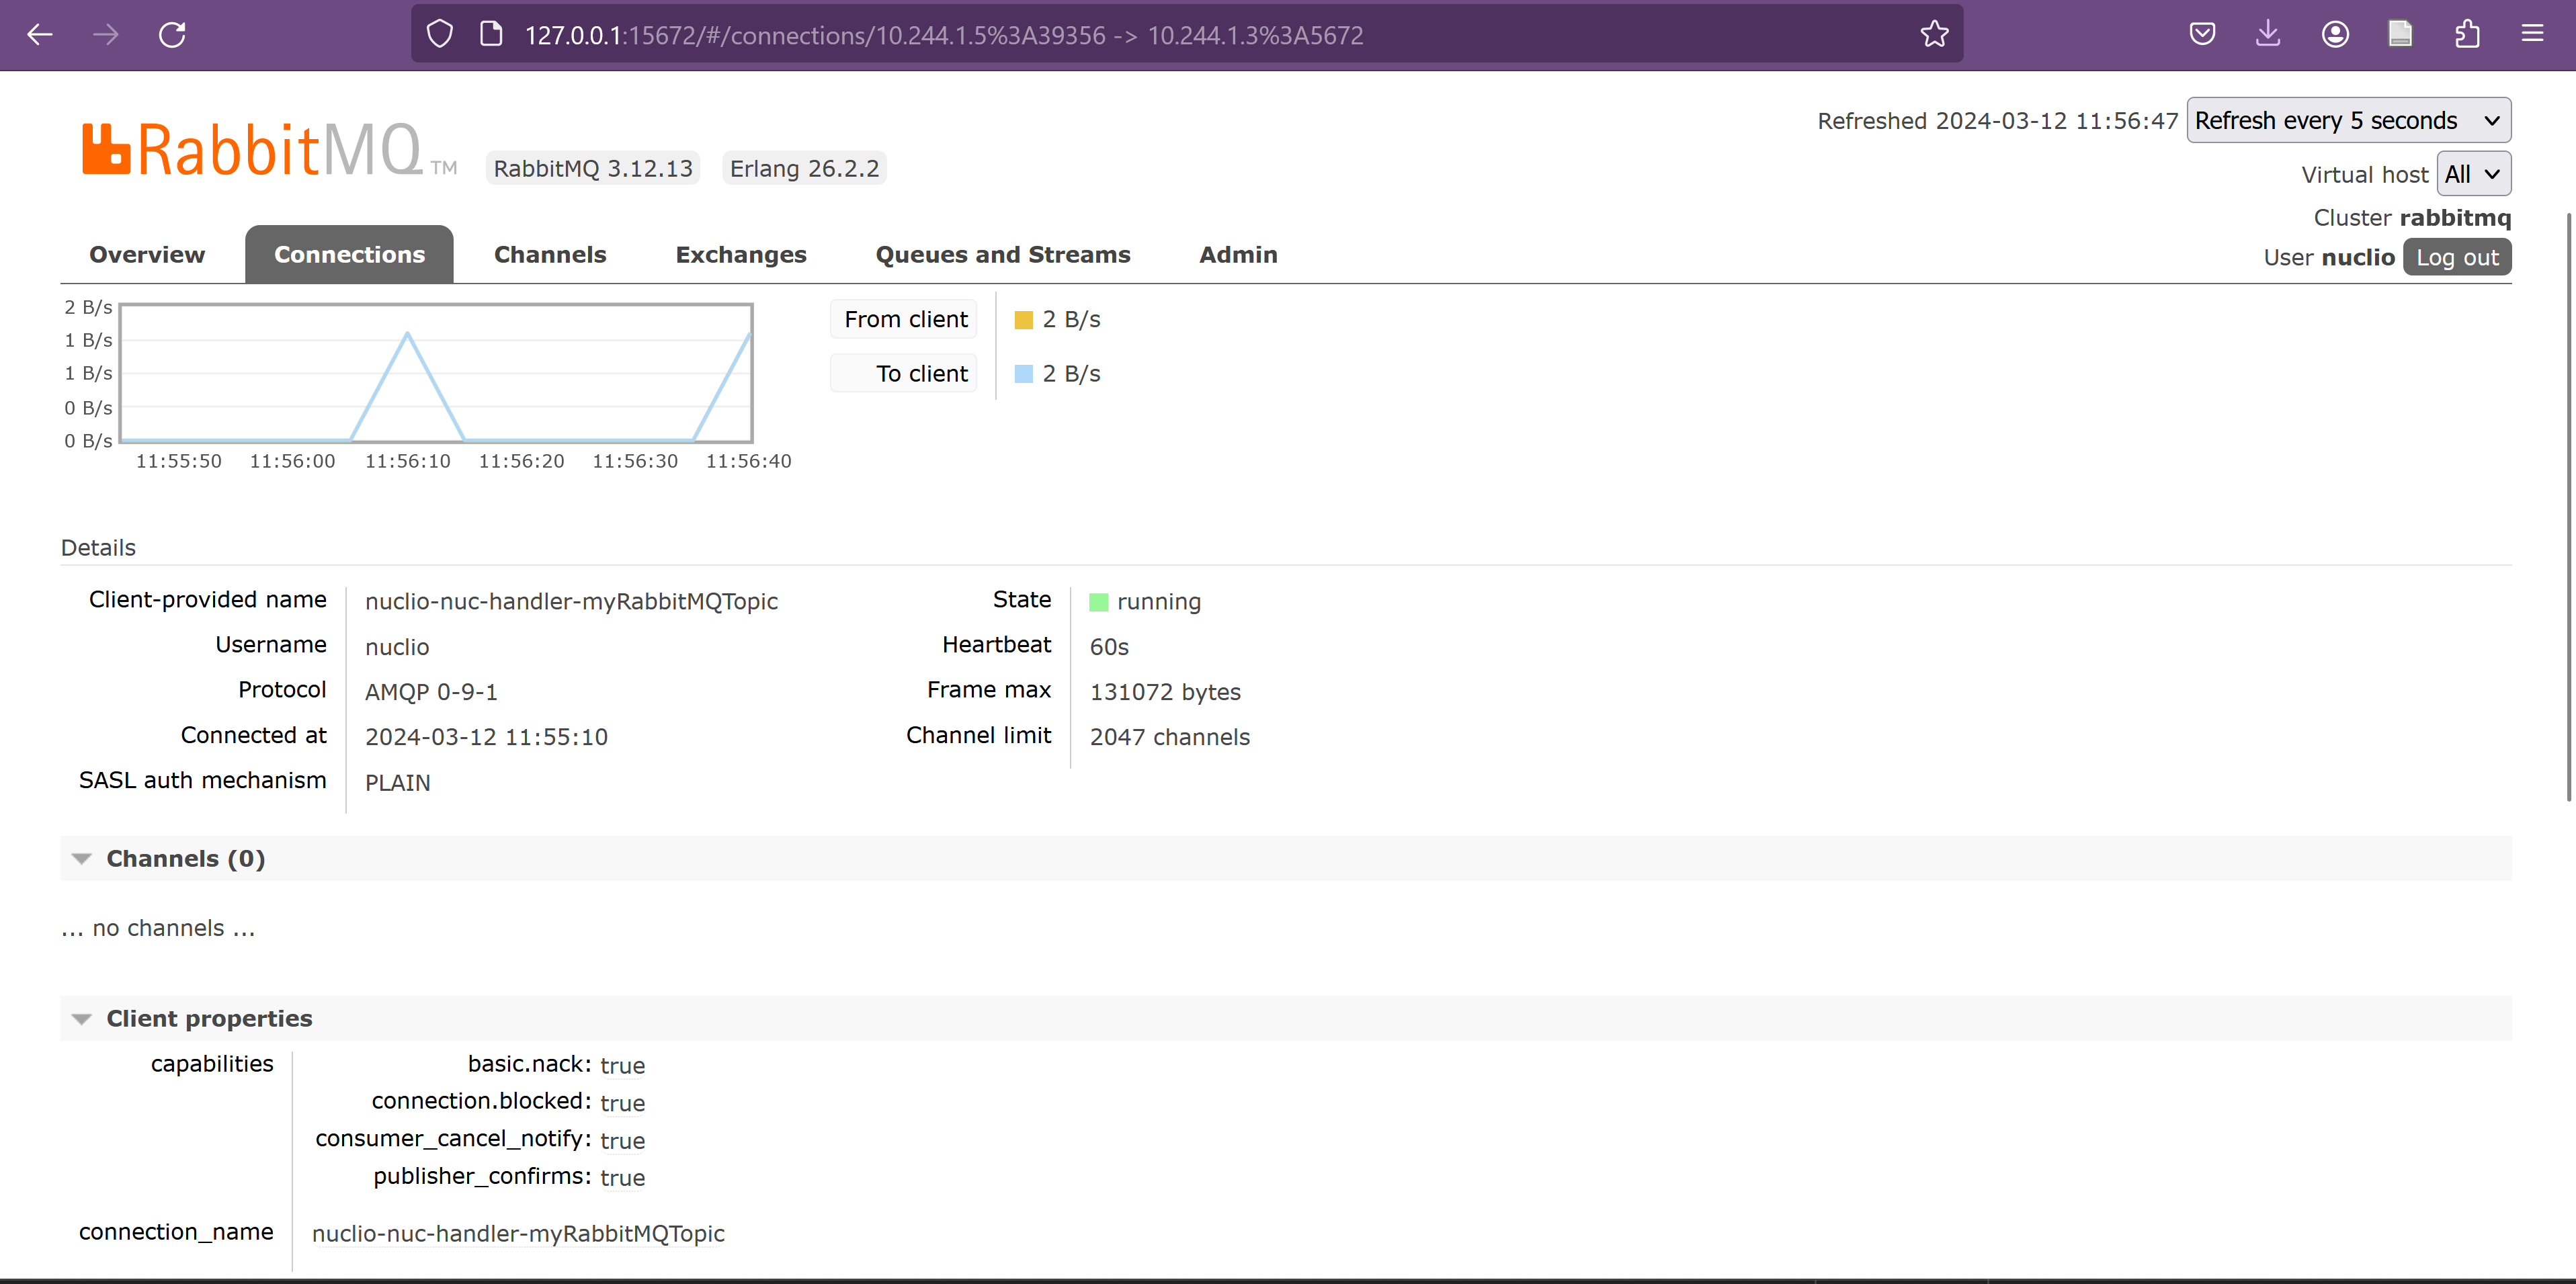 127.0.0.1:15672/#/connections/10.244.1.5%3A39356 -> 10.244.1.3%3A5672
RabbitMQ TM RabbitMQ 3.12.13 Erlang 26.2.2
Refreshed 2024-03-12 11:56:47 Refresh every 5 seconds
Virtual host All
Cluster rabbitmq
User nuclio Log out
Overview Connections Channels Exchanges Queues and Streams Admin
2 B/s
1 B/s
1 B/s
0 B/s
0 B/s
11:55:50 11:56:00 11:56:10 11:56:20 11:56:30 11:56:40
From client 2 B/s
To client 2 B/s
Details
Client-provided name nuclio-nuc-handler-myRabbitMQTopic
Username nuclio
Protocol AMQP 0-9-1
Connected at 2024-03-12 11:55:10
SASL auth mechanism PLAIN
State running
Heartbeat 60s
Frame max 131072 bytes
Channel limit 2047 channels
Channels (0)
... no channels ...
Client properties
capabilities basic.nack: true
connection.blocked: true
consumer_cancel_notify: true
publisher_confirms: true
connection_name nuclio-nuc-handler-myRabbitMQTopic